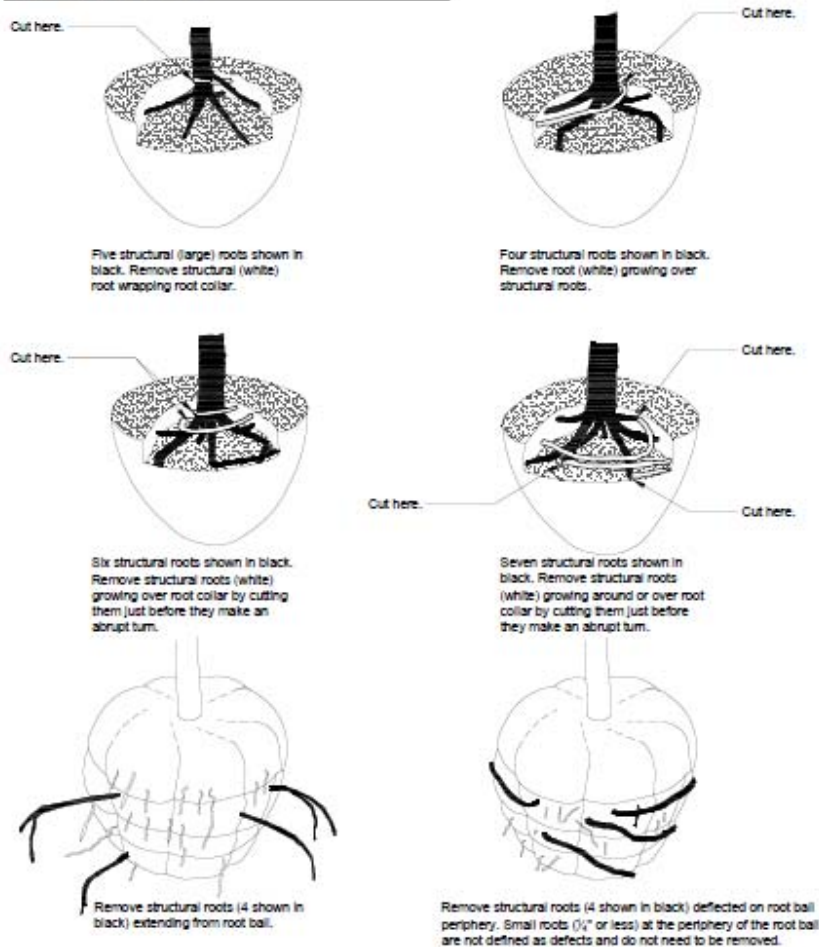 Cut here.
Cut here.
Five structural (large) roots shown in
black. Remove structural (white)
root wrapping root collar.
Four structural roots shown in black.
Remove root (white) growing over
structural roots.
Cut here.
Cut here.
Cut here.
Cut here.
Six structural roots shown in black.
Remove structural roots (white)
growing over root collar by cutting
them just before they make an
abrupt turn.
Seven structural roots shown in
black. Remove structural roots
(white) growing around or over root
collar by cutting them just before
they make an abrupt turn.
Remove structural roots (4 shown in
black) extending from root ball.
Remove structural roots (4 shown in black) deflected on root ball
periphery. Small roots (¼" or less) at the periphery of the root ball
are not defined as defects and do not need to be removed.